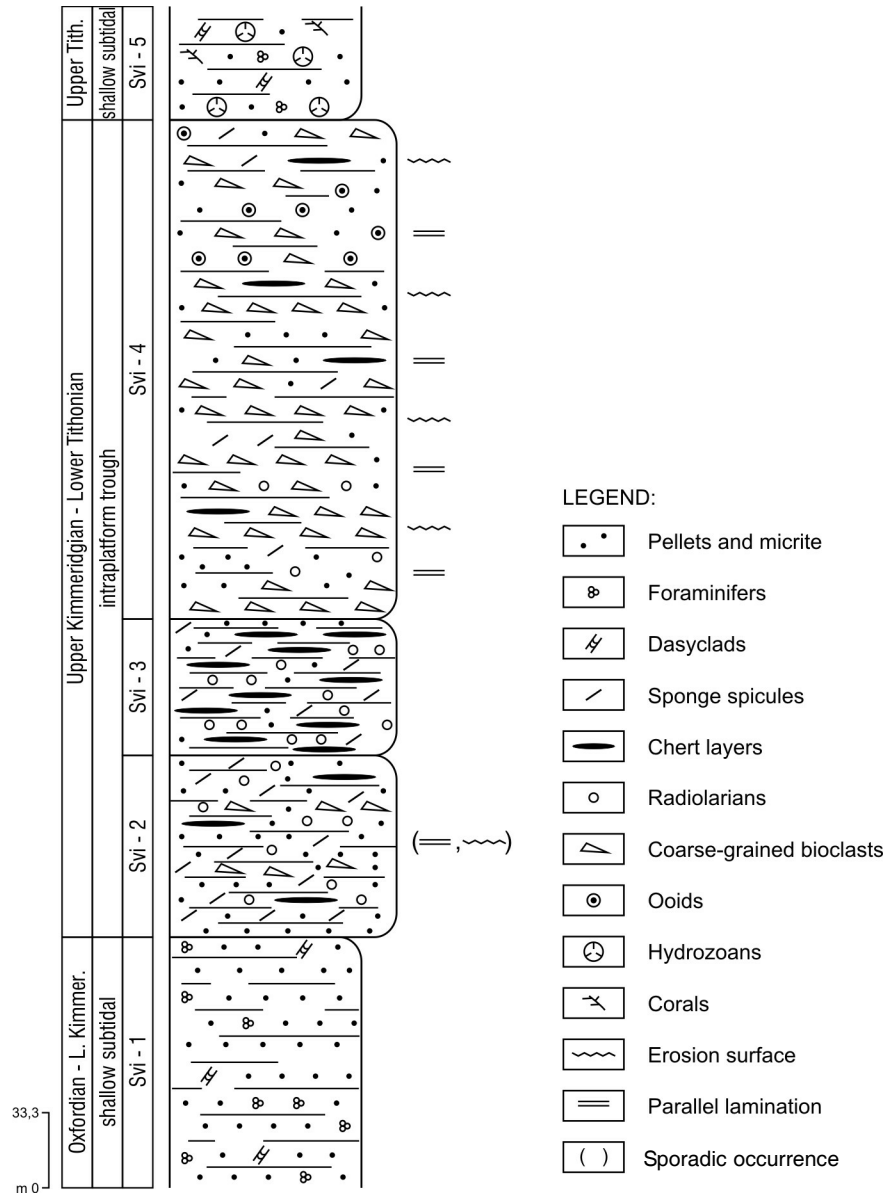 Upper Tith.
shallow subtidal
Svi - 5
Upper Kimmeridgian - Lower Tithonian
intraplatform trough
Svi - 4
Svi - 3
Svi - 2
( , )
Oxfordian - L. Kimmer.
shallow subtidal
Svi - 1
33,3
m 0
LEGEND:
Pellets and micrite
Foraminifers
Dasyclads
Sponge spicules
Chert layers
Radiolarians
Coarse-grained bioclasts
Ooids
Hydrozoans
Corals
Erosion surface
Parallel lamination
( ) Sporadic occurrence